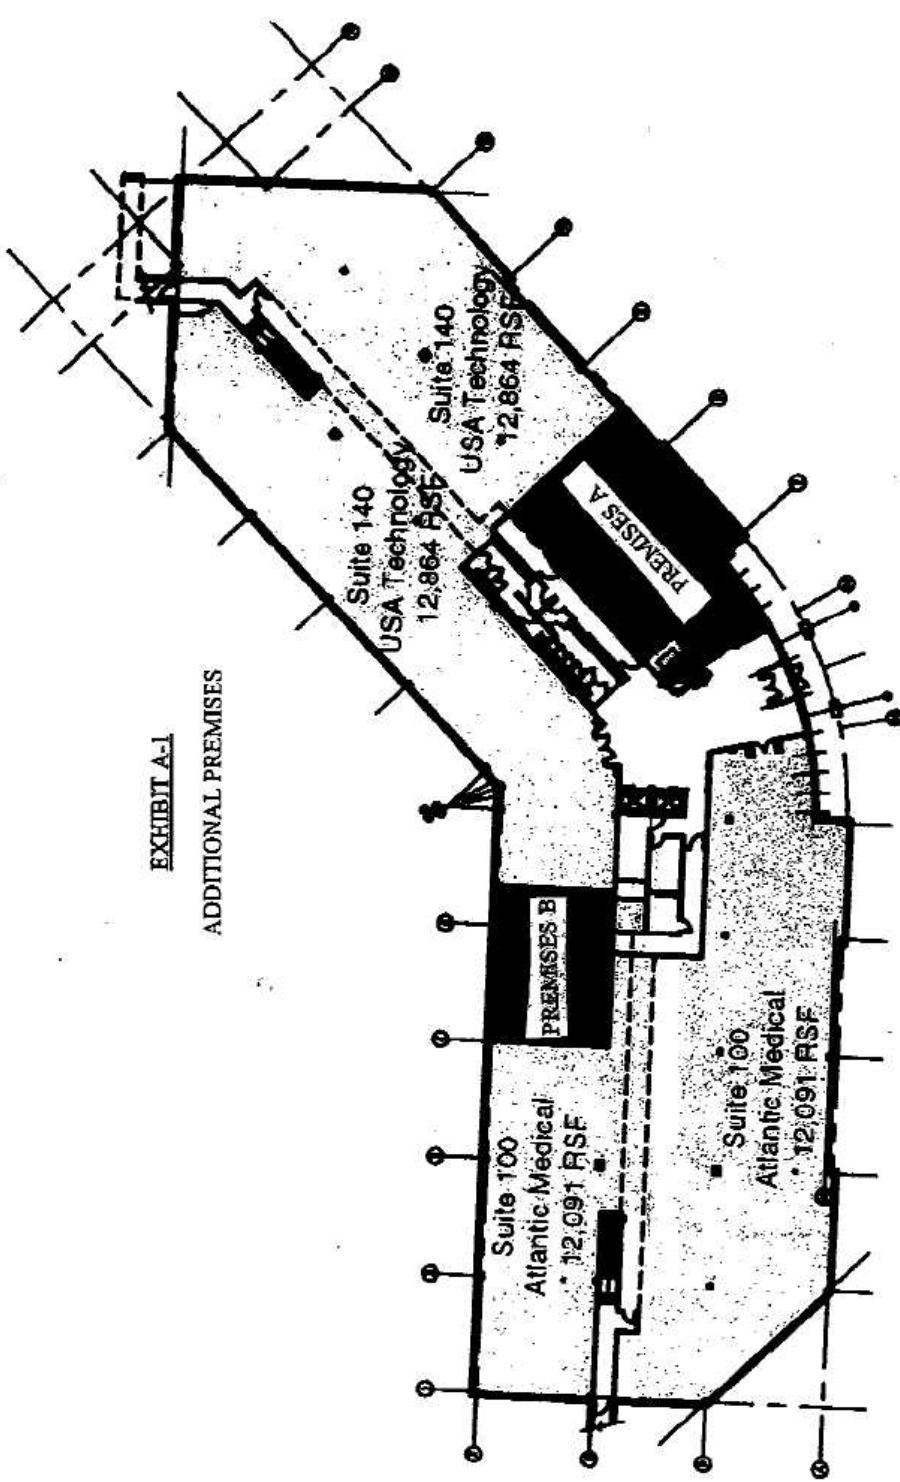 EXHIBIT A-1
ADDITIONAL PREMISES
Suite 140
USA Technology
12,864 RSF
Suite 140
USA Technology
12,864 RSF
PREMISES A
PREMISES B
Suite 100
Atlantic Medical
12,091 RSF
Suite 100
Atlantic Medical
12,091 RSF